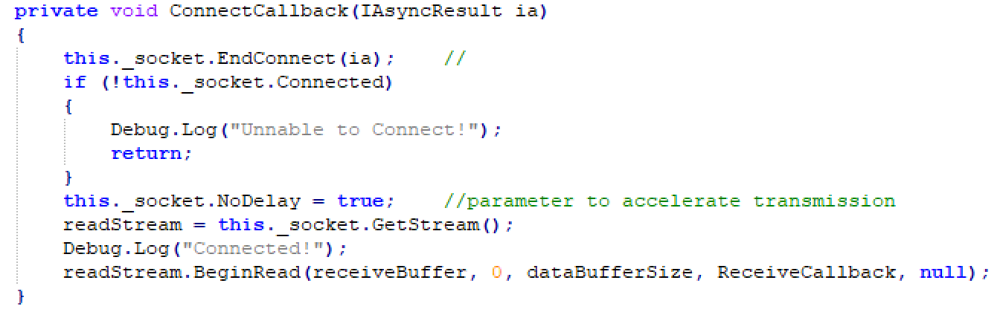 private void ConnectCallback(IAsyncResult ia)
{
    this._socket.EndConnect(ia);    //
    if (!this._socket.Connected)
    {
        Debug.Log("Unnable to Connect!");
        return;
    }
    this._socket.NoDelay = true;    //parameter to accelerate transmission
    readStream = this._socket.GetStream();
    Debug.Log("Connected!");
    readStream.BeginRead(receiveBuffer, 0, dataBufferSize, ReceiveCallback, null);
}